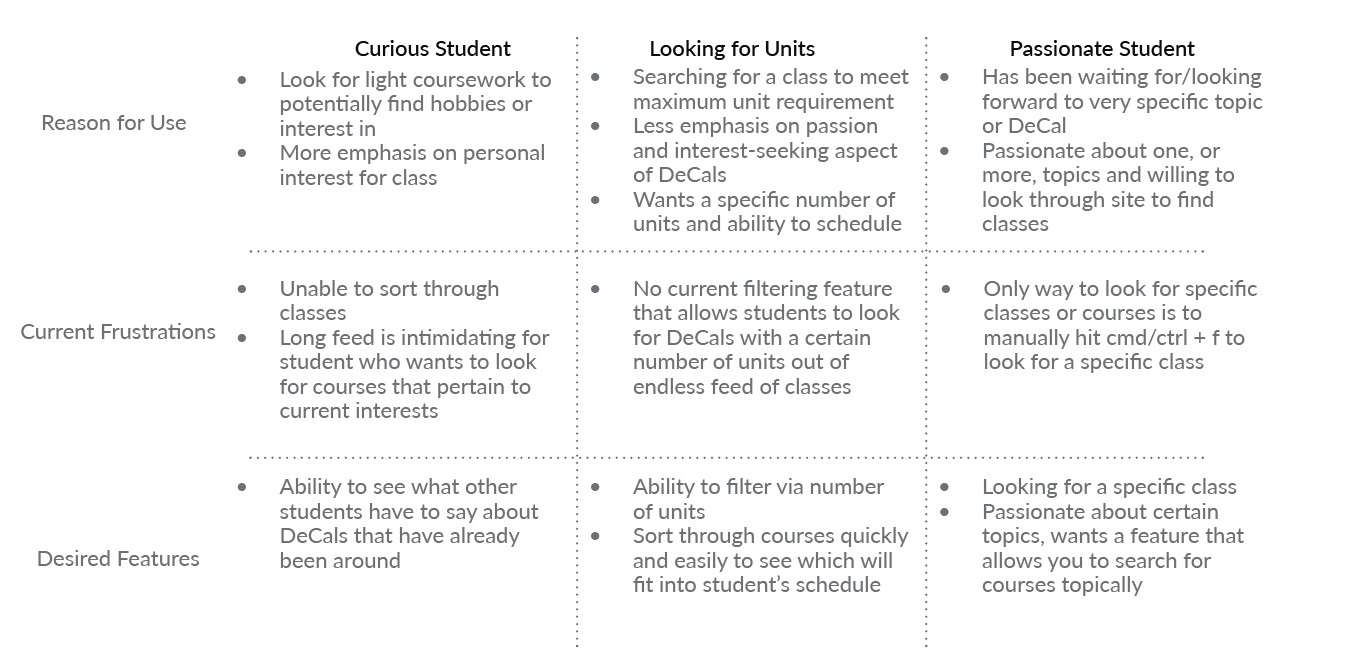 Curious Student
Looking for Units
Passionate Student
Reason for Use
• Look for light coursework to
potentially find hobbies or
interest in
• More emphasis on personal
interest for class
• Searching for a class to meet
maximum unit requirement
• Less emphasis on passion
and interest-seeking aspect
of DeCals
• Wants a specific number of
units and ability to schedule
• Has been waiting for/looking
forward to very specific topic
or DeCal
• Passionate about one, or
more, topics and willing to
look through site to find
classes
Current Frustrations
• Unable to sort through
classes
• Long feed is intimidating for
student who wants to look
for courses that pertain to
current interests
• No current filtering feature
that allows students to look
for DeCals with a certain
number of units out of
endless feed of classes
• Only way to look for specific
classes or courses is to
manually hit cmd/ctrl + f to
look for a specific class
Desired Features
• Ability to see what other
students have to say about
DeCals that have already
been around
• Ability to filter via number
of units
• Sort through courses quickly
and easily to see which will
fit into student's schedule
• Looking for a specific class
• Passionate about certain
topics, wants a feature that
allows you to search for
courses topically